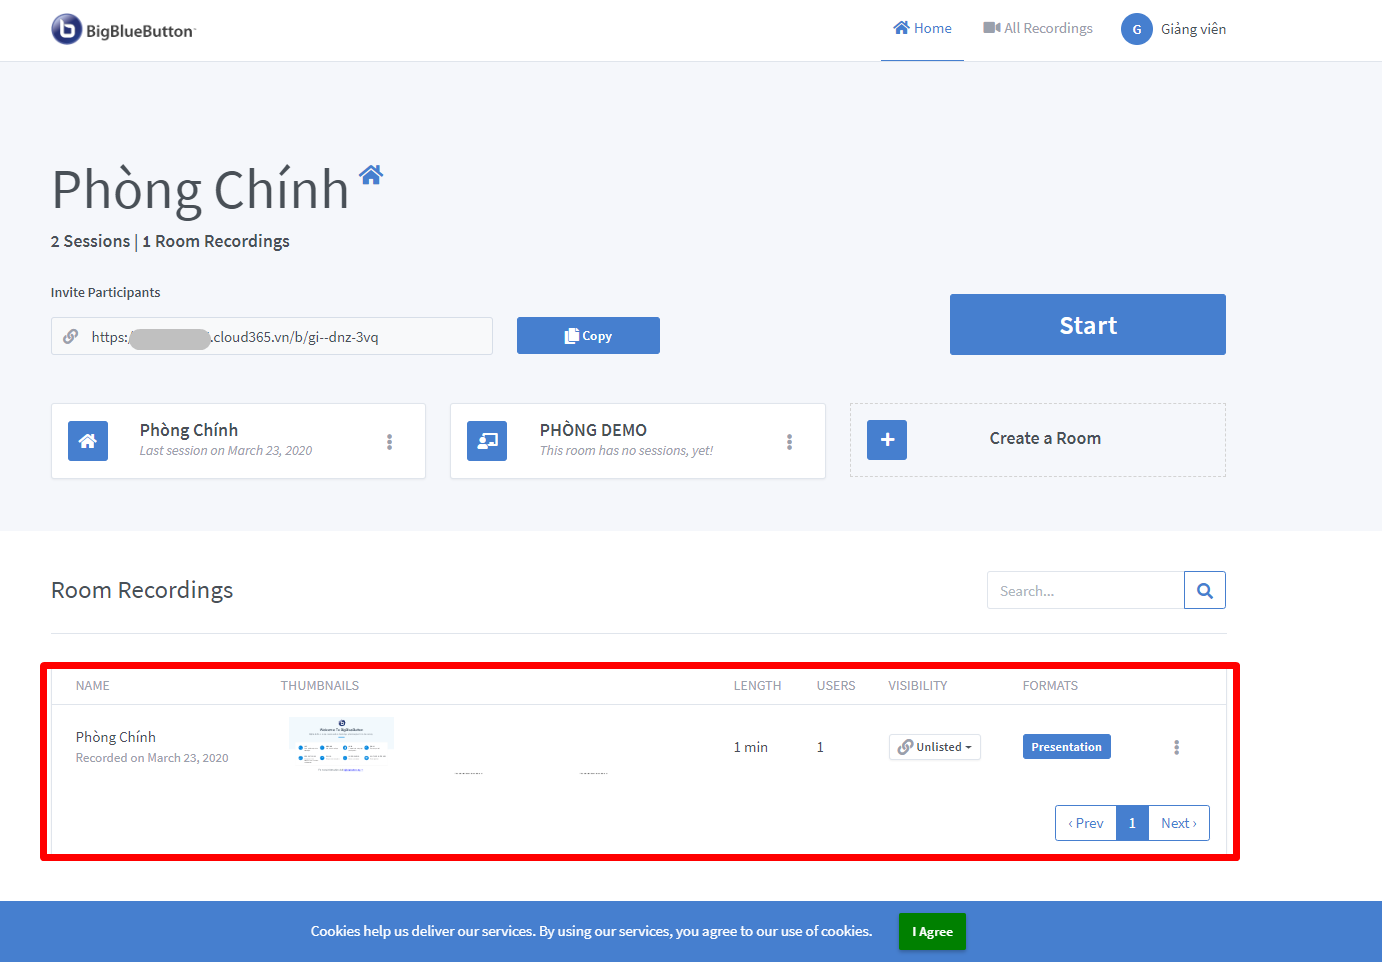 BigBlueButton
Home
All Recordings
G
Giảng viên
Phòng Chính
2 Sessions | 1 Room Recordings
Invite Participants
https:/ .cloud365.vn/b/gi--dnz-3vq
Copy
Start
Phòng Chính
Last session on March 23, 2020
PHÒNG DEMO
This room has no sessions, yet!
Create a Room
Room Recordings
Search...
NAME THUMBNAILS LENGTH USERS VISIBILITY FORMATS
Phòng Chính
Recorded on March 23, 2020
Welcome To BigBlueButton
1 min 1 Unlisted Presentation
‹ Prev 1 Next ›
Cookies help us deliver our services. By using our services, you agree to our use of cookies.
I Agree